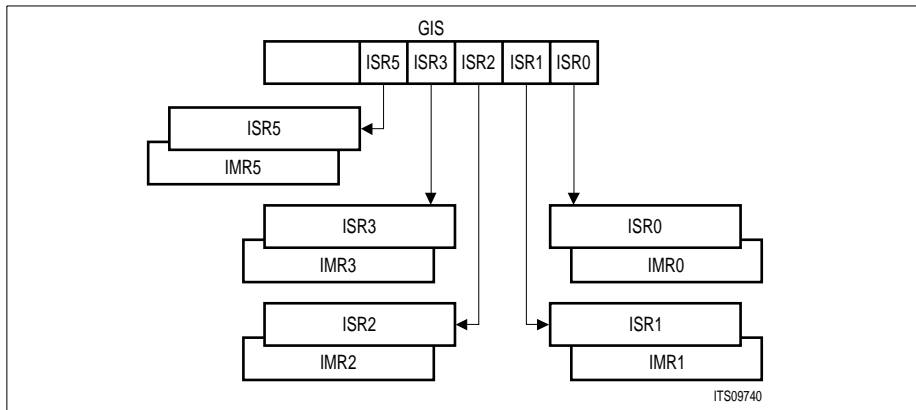 GIS
ISR5 ISR3 ISR2 ISR1 ISR0
ISR5
IMR5
ISR3 ISR0
IMR3 IMR0
ISR2 ISR1
IMR2 IMR1
ITS09740